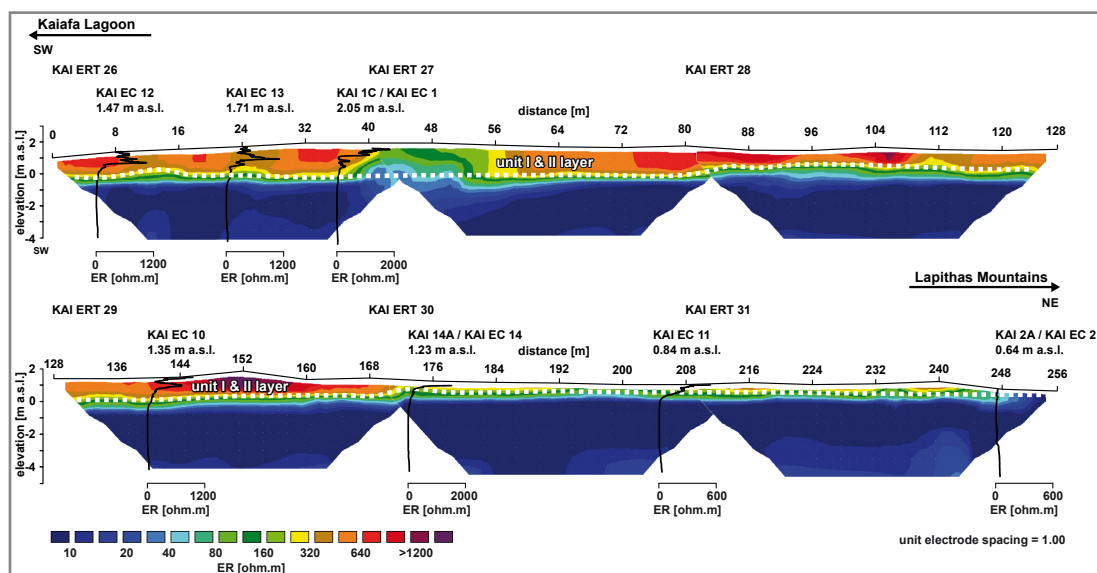 Kaiafa Lagoon
SW
KAI ERT 26
KAI ERT 27
KAI ERT 28
KAI EC 12
1.47 m a.s.l.
KAI EC 13
1.71 m a.s.l.
KAI 1C / KAI EC 1
2.05 m a.s.l.
distance [m]
0 8 16 24 32 40 48 56 64 72 80 88 96 104 112 120 128
elevation [m a.s.l.]
2
0
-2
-4
unit I & II layer
SW
0 1200
ER [ohm.m]
0 1200
ER [ohm.m]
0 2000
ER [ohm.m]
Lapithas Mountains
NE
KAI ERT 29
KAI ERT 30
KAI ERT 31
KAI EC 10
1.35 m a.s.l.
KAI 14A / KAI EC 14
1.23 m a.s.l.
distance [m]
KAI EC 11
0.84 m a.s.l.
KAI 2A / KAI EC 2
0.64 m a.s.l.
128 136 144 152 160 168 176 184 192 200 208 216 224 232 240 248 256
elevation [m a.s.l.]
2
0
-2
-4
unit I & II layer
0 1200
ER [ohm.m]
0 2000
ER [ohm.m]
0 600
ER [ohm.m]
0 600
ER [ohm.m]
10 20 40 80 160 320 640 >1200
ER [ohm.m]
unit electrode spacing = 1.00